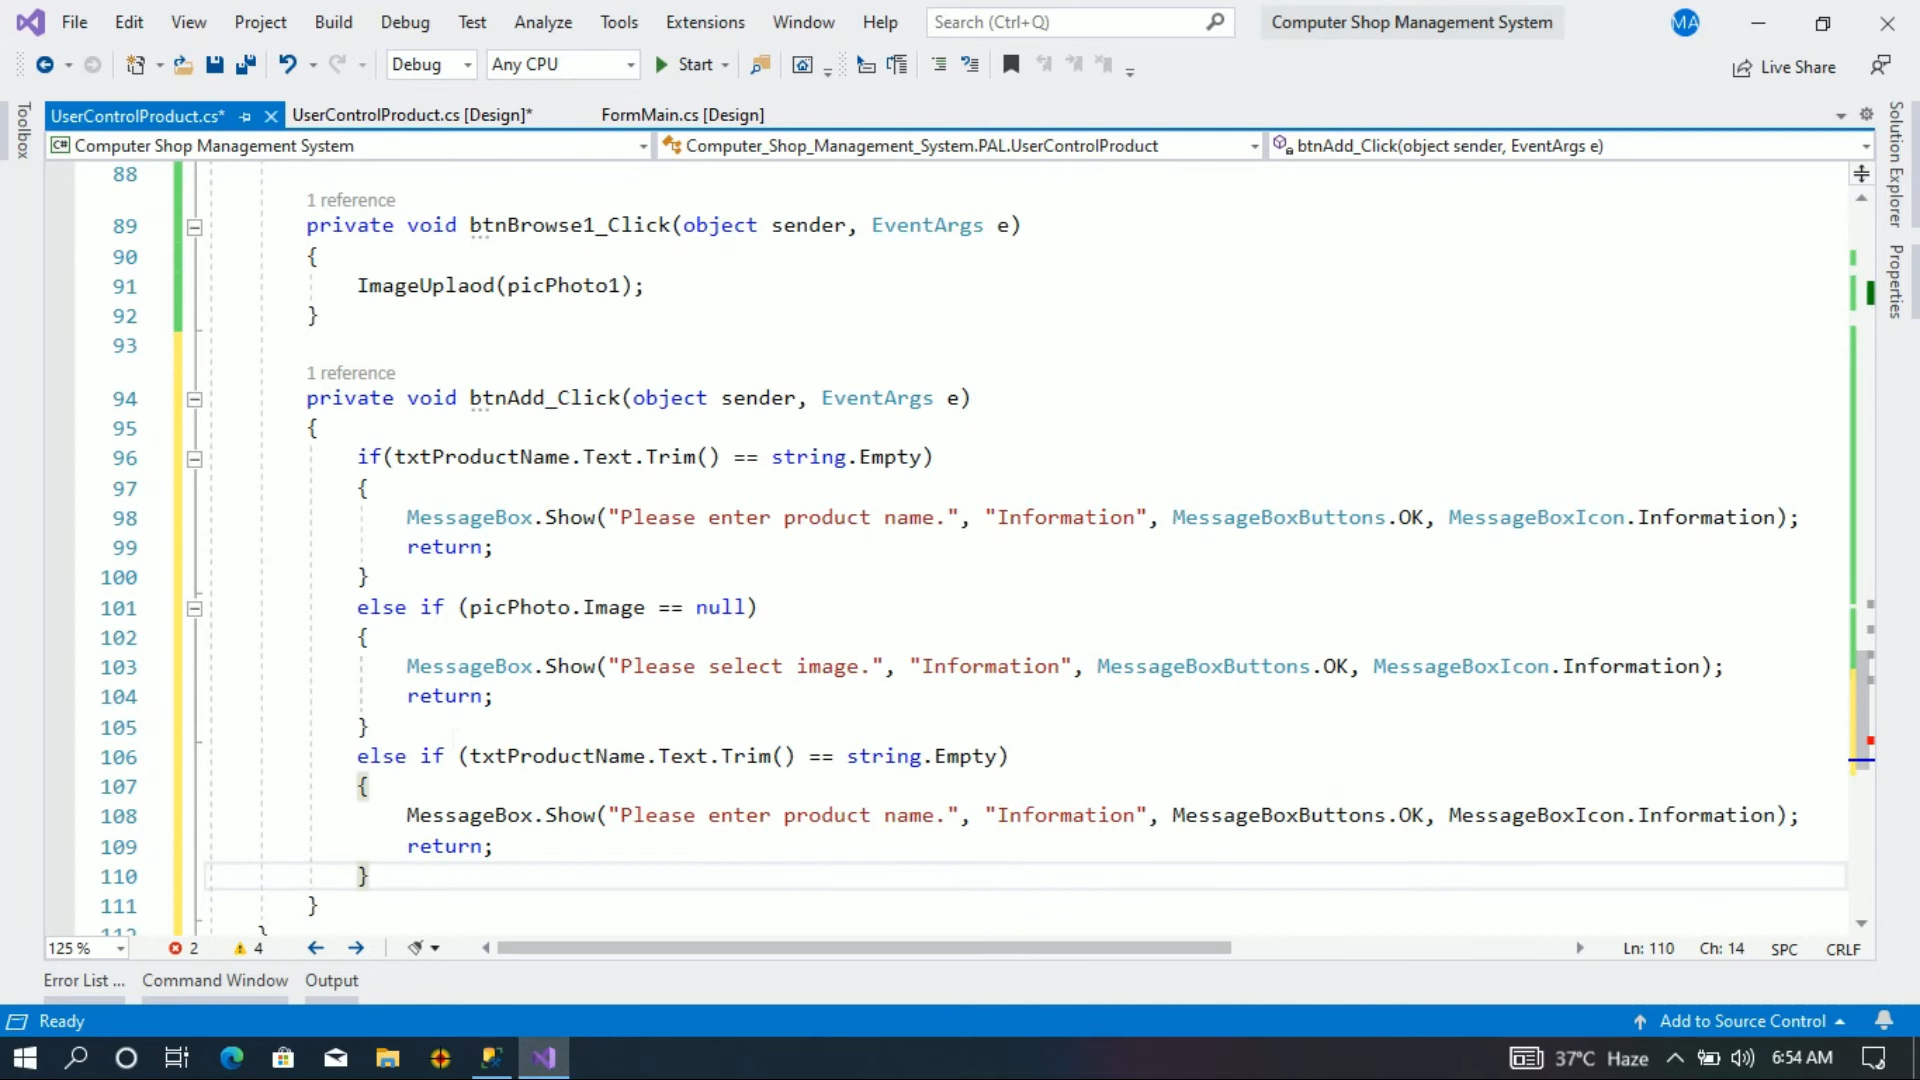 File Edit View Project Build Debug Test Analyze Tools Extensions Window Help Search (Ctrl+Q) Computer Shop Management System MA
Debug Any CPU Start Live Share
Toolbox
UserControlProduct.cs* UserControlProduct.cs [Design]* FormMain.cs [Design]
C# Computer Shop Management System Computer_Shop_Management_System.PAL.UserControlProduct btnAdd_Click(object sender, EventArgs e)
Solution Explorer
Properties
88
1 reference
89 private void btnBrowse1_Click(object sender, EventArgs e)
90 {
91 ImageUplaod(picPhoto1);
92 }
93
1 reference
94 private void btnAdd_Click(object sender, EventArgs e)
95 {
96 if(txtProductName.Text.Trim() == string.Empty)
97 {
98 MessageBox.Show("Please enter product name.", "Information", MessageBoxButtons.OK, MessageBoxIcon.Information);
99 return;
100 }
101 else if (picPhoto.Image == null)
102 {
103 MessageBox.Show("Please select image.", "Information", MessageBoxButtons.OK, MessageBoxIcon.Information);
104 return;
105 }
106 else if (txtProductName.Text.Trim() == string.Empty)
107 {
108 MessageBox.Show("Please enter product name.", "Information", MessageBoxButtons.OK, MessageBoxIcon.Information);
109 return;
110 }
111 }
112 }
125 % 2 4 Ln: 110 Ch: 14 SPC CRLF
Error List ... Command Window Output
Ready Add to Source Control
37°C Haze 6:54 AM